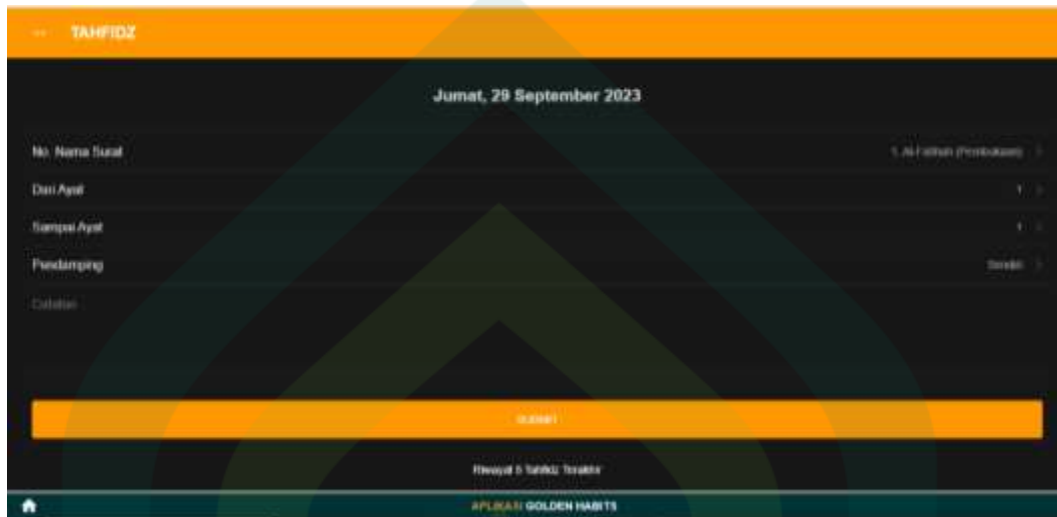 TAHFIDZ
Jumat, 29 September 2023
No. Nama Surat
1. Al-Fatihah (Pembukaan)
Dari Ayat
1
Sampai Ayat
1
Pendamping
Sendiri
Catatan
SUBMIT
Riwayat 5 Tahfidz Terakhir
APLIKASI GOLDEN HABITS